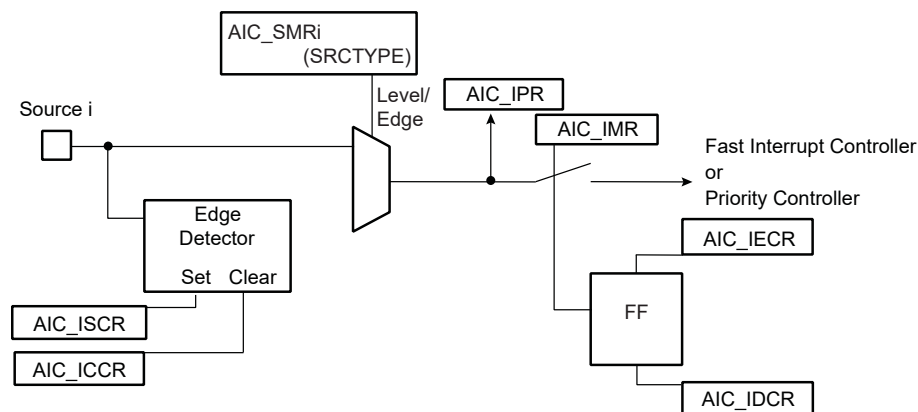 AIC_SMRi
(SRCTYPE)
Source i
Level/
Edge
AIC_IPR
AIC_IMR
Fast Interrupt Controller
or
Priority Controller
Edge
Detector
Set Clear
AIC_IECR
FF
AIC_ISCR
AIC_ICCR
AIC_IDCR